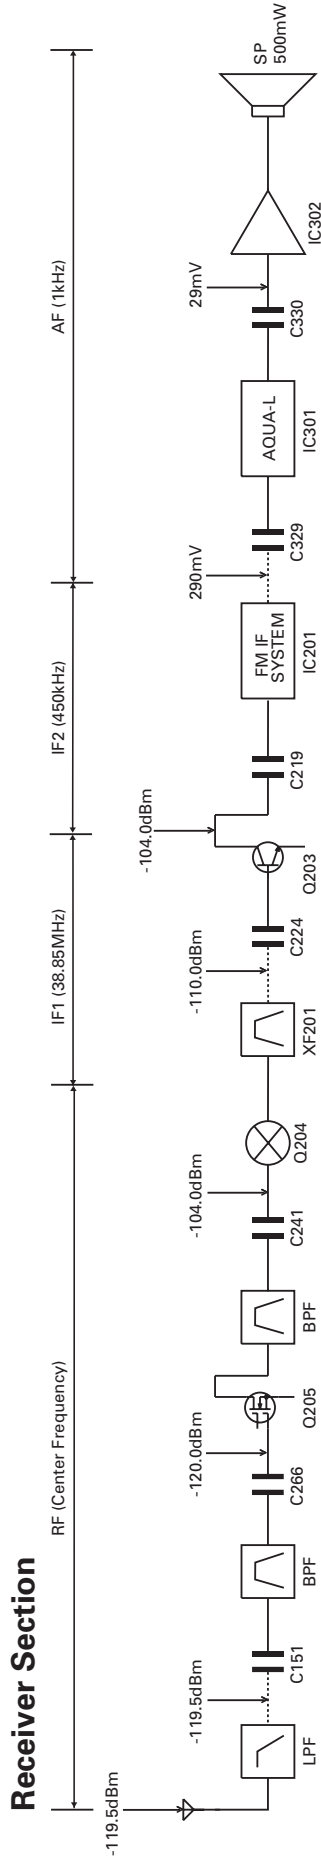 Receiver Section
RF (Center Frequency)
IF1 (38.85MHz)
IF2 (450kHz)
AF (1kHz)
-119.5dBm
-119.5dBm
-120.0dBm
-104.0dBm
-110.0dBm
-104.0dBm
290mV
29mV
SP
500mW
FM IF
SYSTEM
AQUA-L
LPF
C151
BPF
C266
Q205
BPF
C241
Q204
XF201
C224
Q203
C219
IC201
C329
IC301
C330
IC302